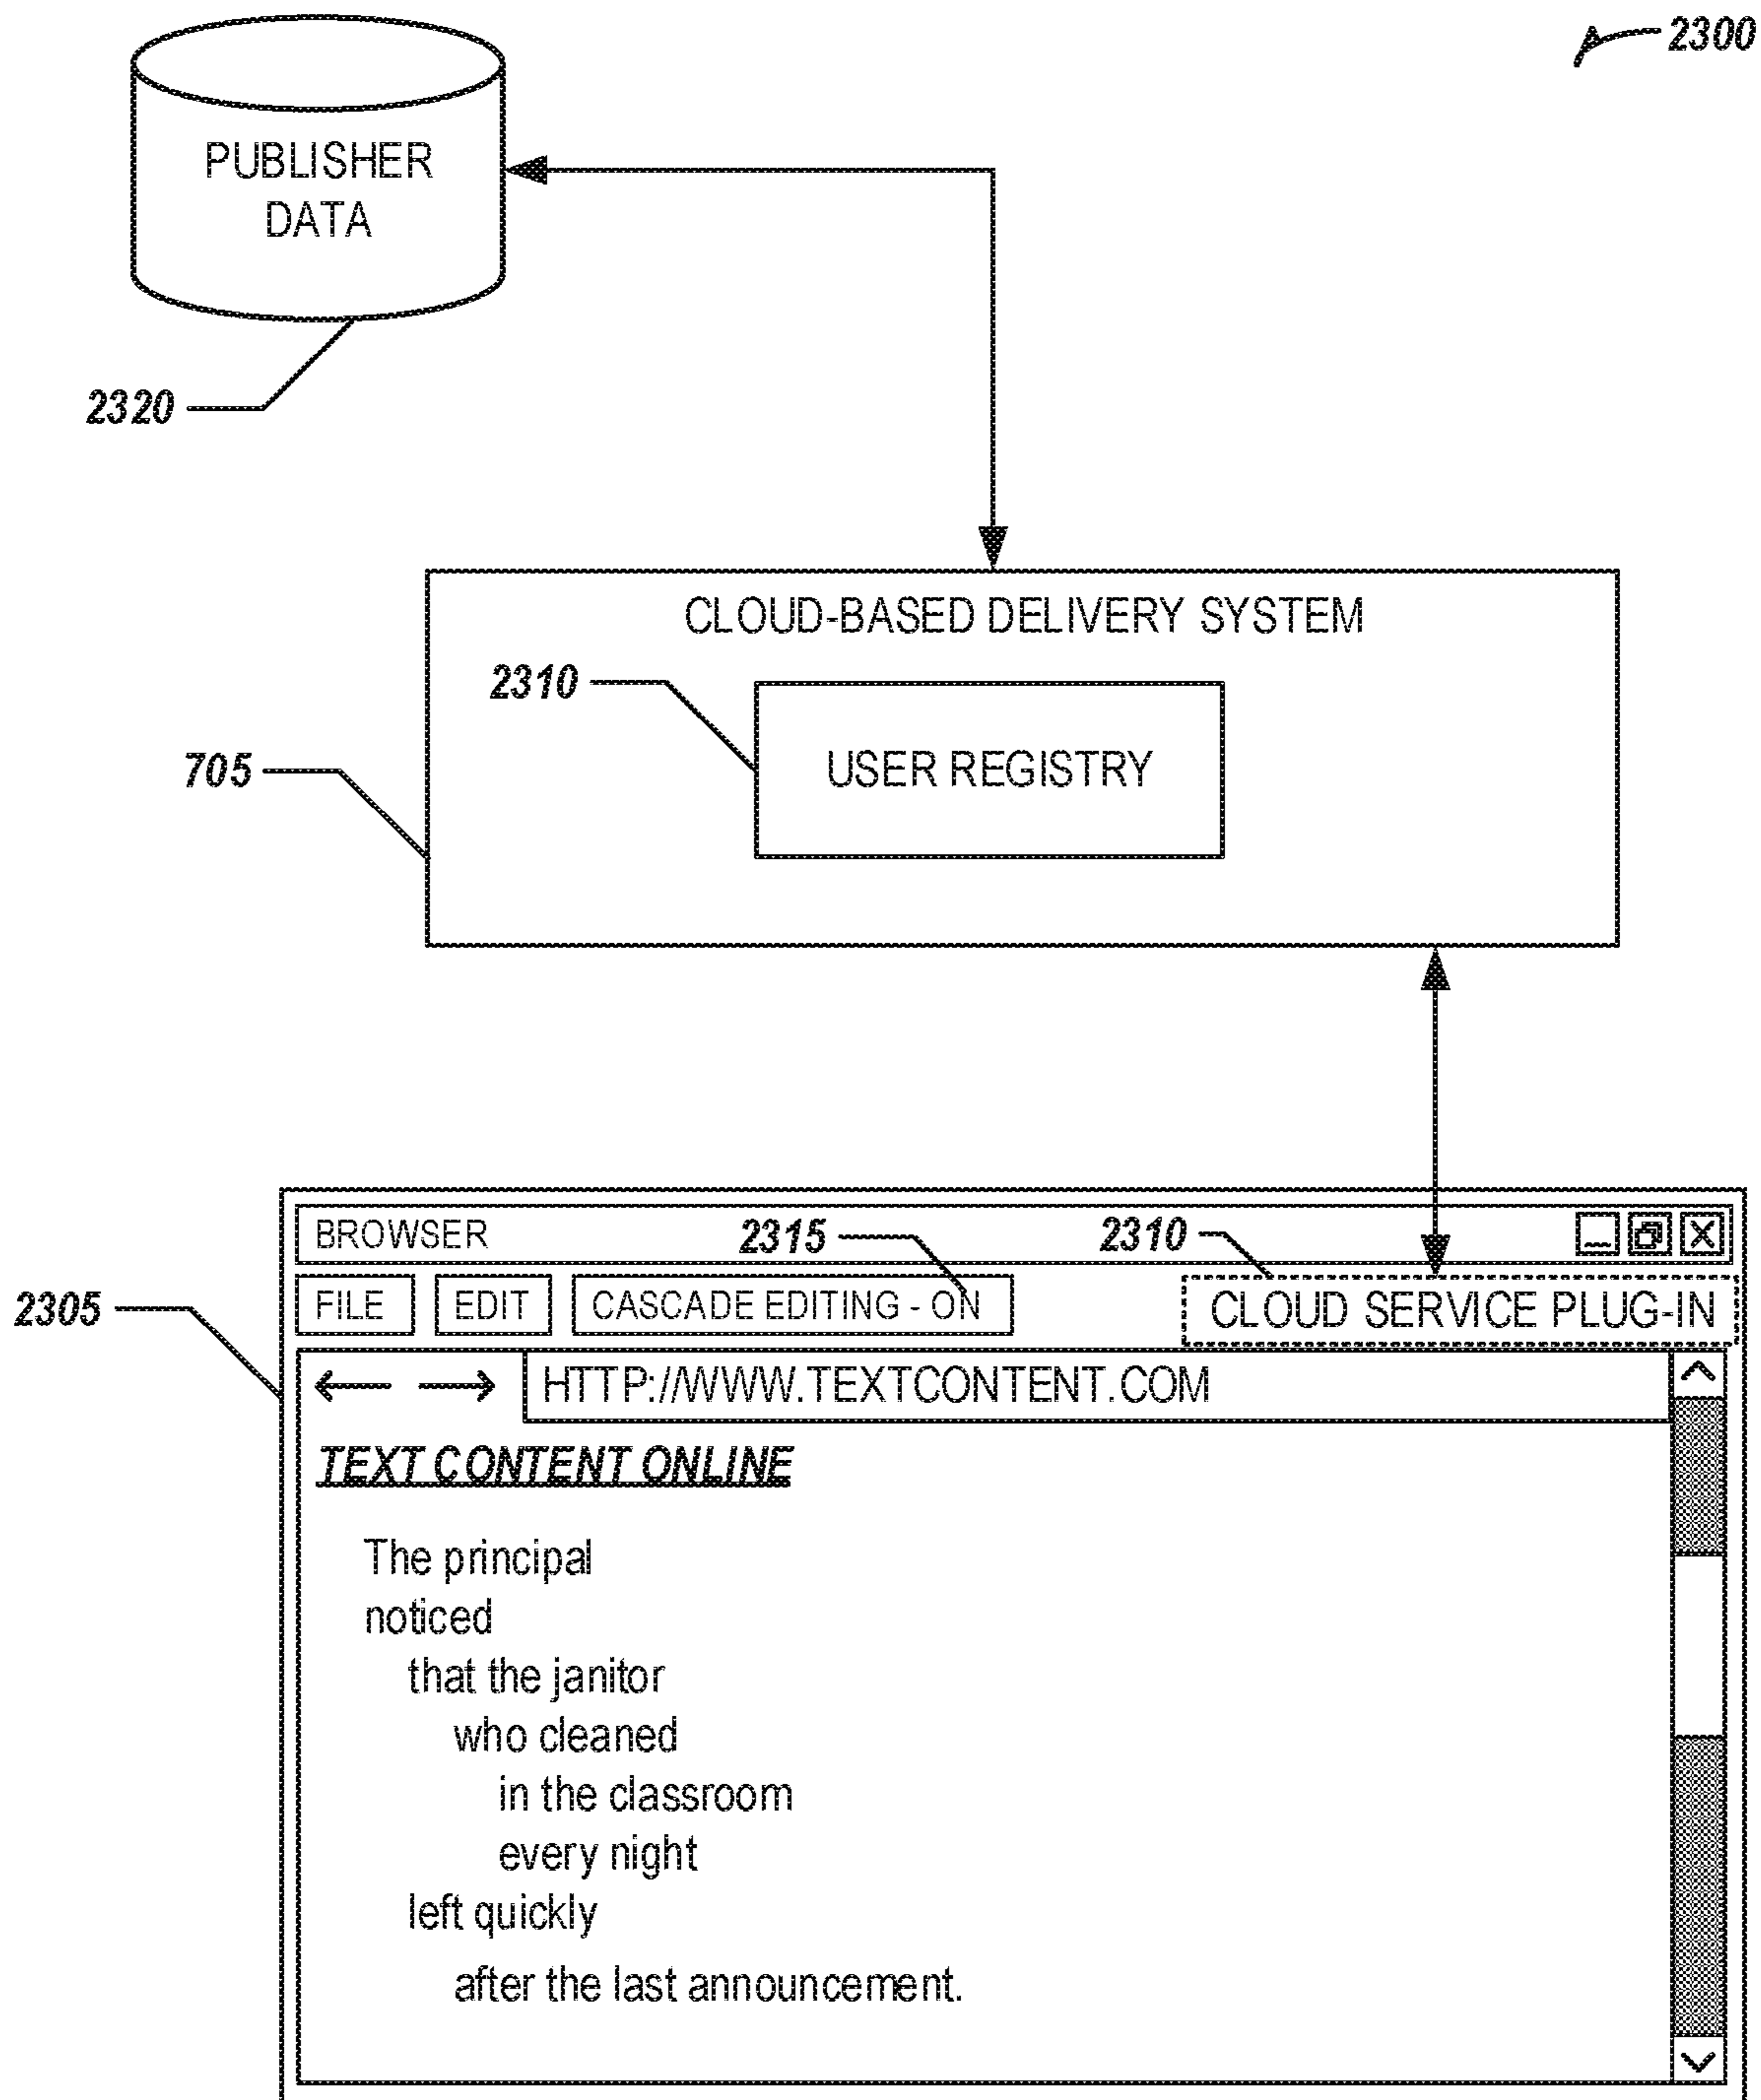 2300
PUBLISHER
DATA
2320
CLOUD-BASED DELIVERY SYSTEM
2310
USER REGISTRY
705
BROWSER
2315
2310
2305
FILE
EDIT
CASCADE EDITING - ON
CLOUD SERVICE PLUG-IN
HTTP://WWW.TEXTCONTENT.COM
TEXT CONTENT ONLINE
The principal
noticed
that the janitor
who cleaned
in the classroom
every night
left quickly
after the last announcement.